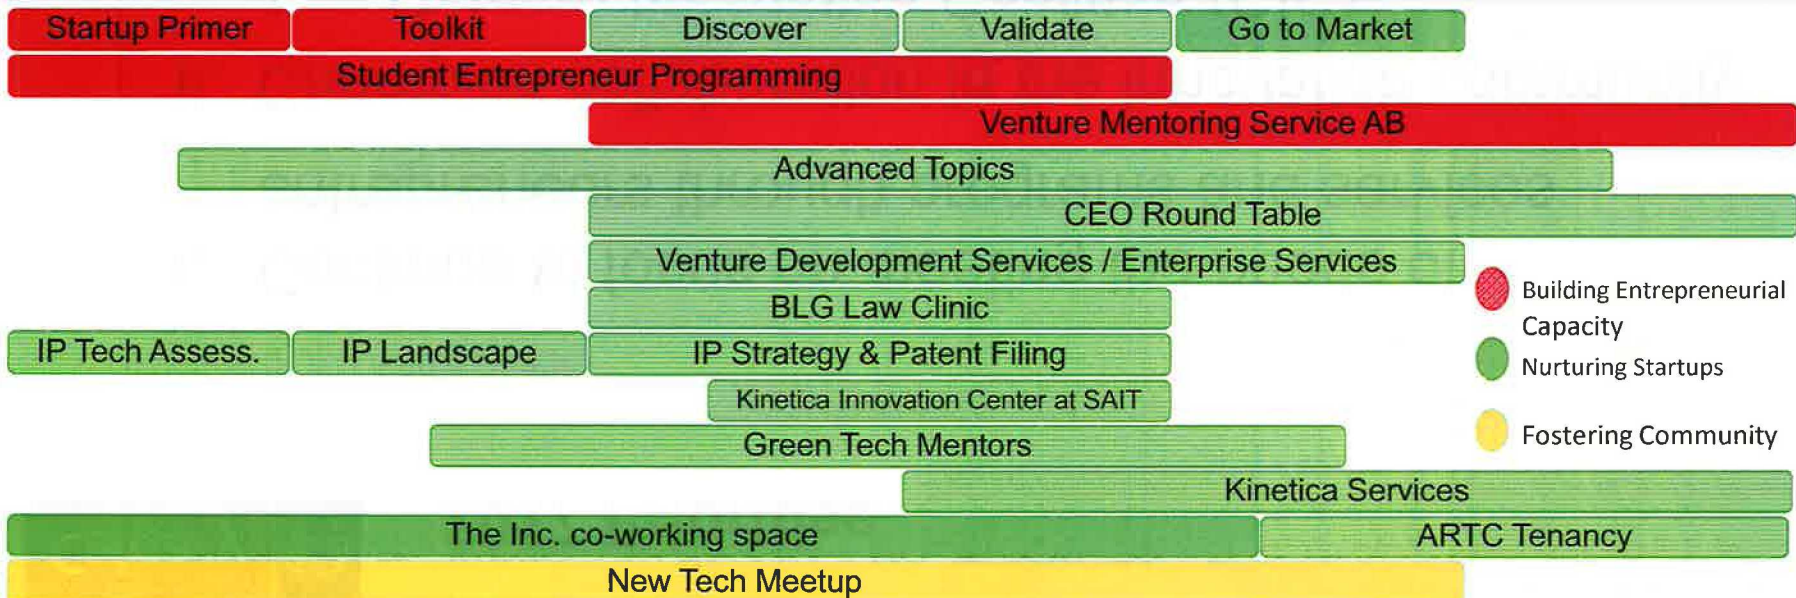 Startup Primer Toolkit Discover Validate Go to Market
Student Entrepreneur Programming
Venture Mentoring Service AB
Advanced Topics
CEO Round Table
Venture Development Services / Enterprise Services
BLG Law Clinic
IP Tech Assess. IP Landscape IP Strategy & Patent Filing
Kinetica Innovation Center at SAIT
Green Tech Mentors
Kinetica Services
The Inc. co-working space ARTC Tenancy
New Tech Meetup
Building Entrepreneurial
Capacity
Nurturing Startups
Fostering Community